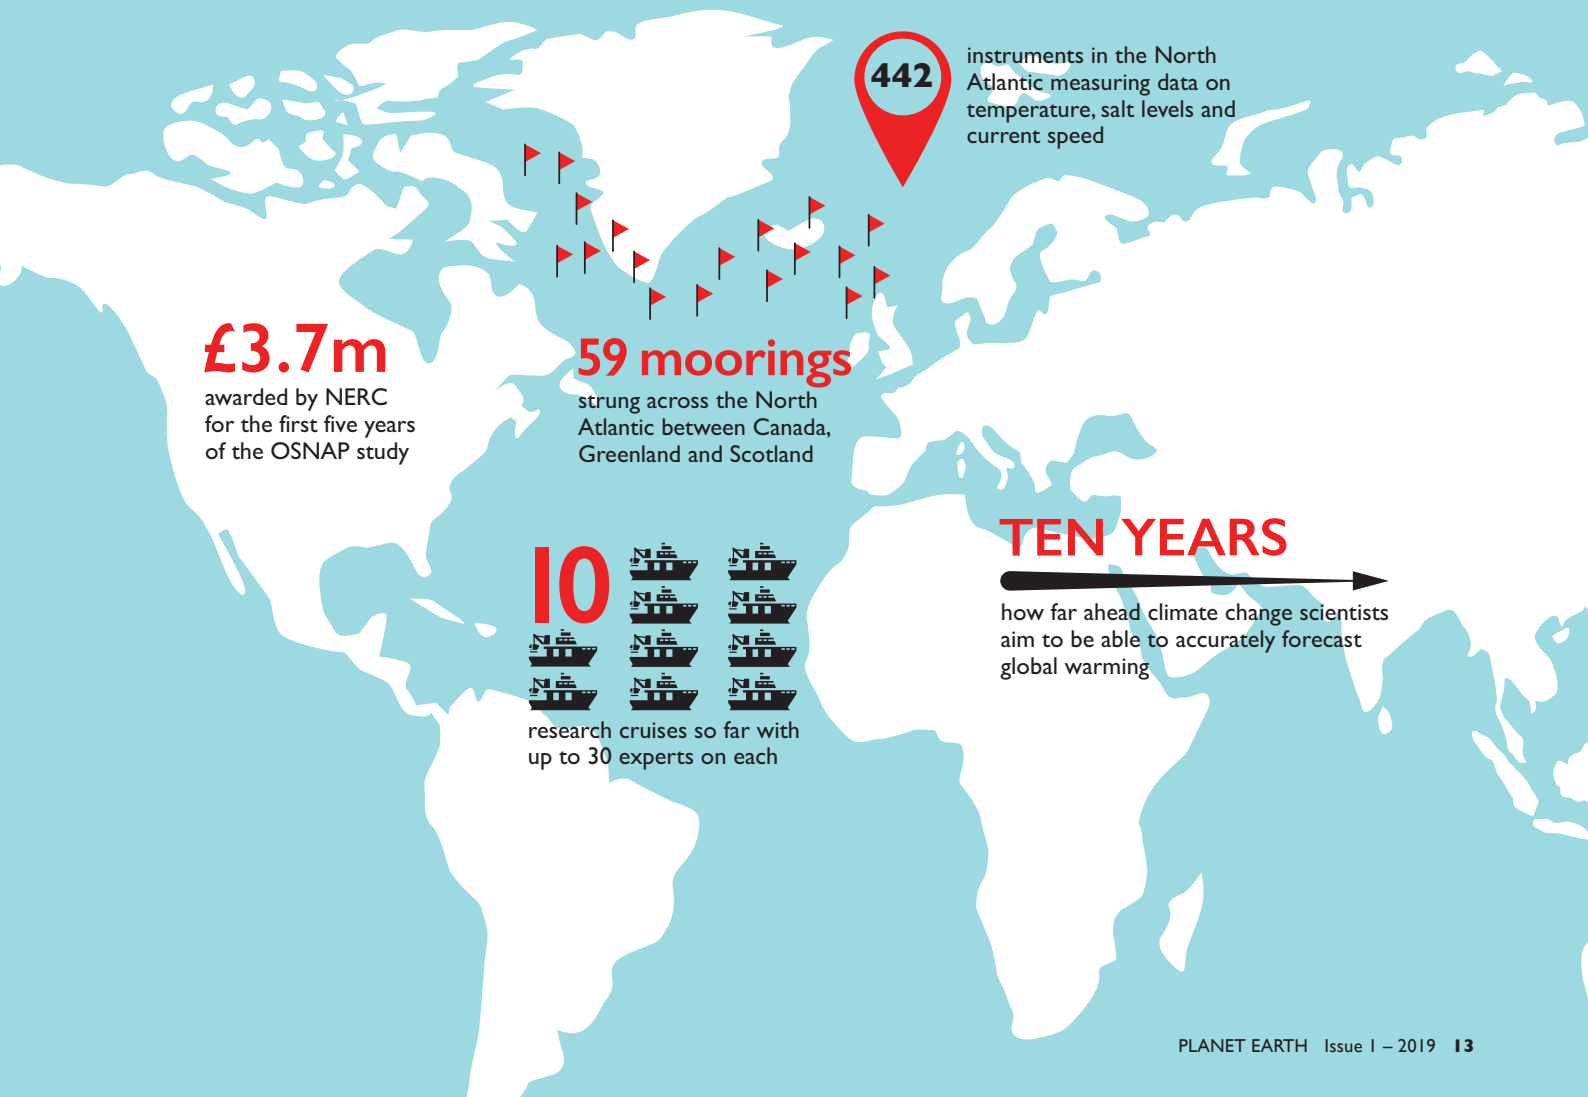 442
instruments in the North
Atlantic measuring data on
temperature, salt levels and
current speed
£3.7m
awarded by NERC
for the first five years
of the OSNAP study
59 moorings
strung across the North
Atlantic between Canada,
Greenland and Scotland
10
research cruises so far with
up to 30 experts on each
TEN YEARS
how far ahead climate change scientists
aim to be able to accurately forecast
global warming
PLANET EARTH Issue 1 – 2019 13